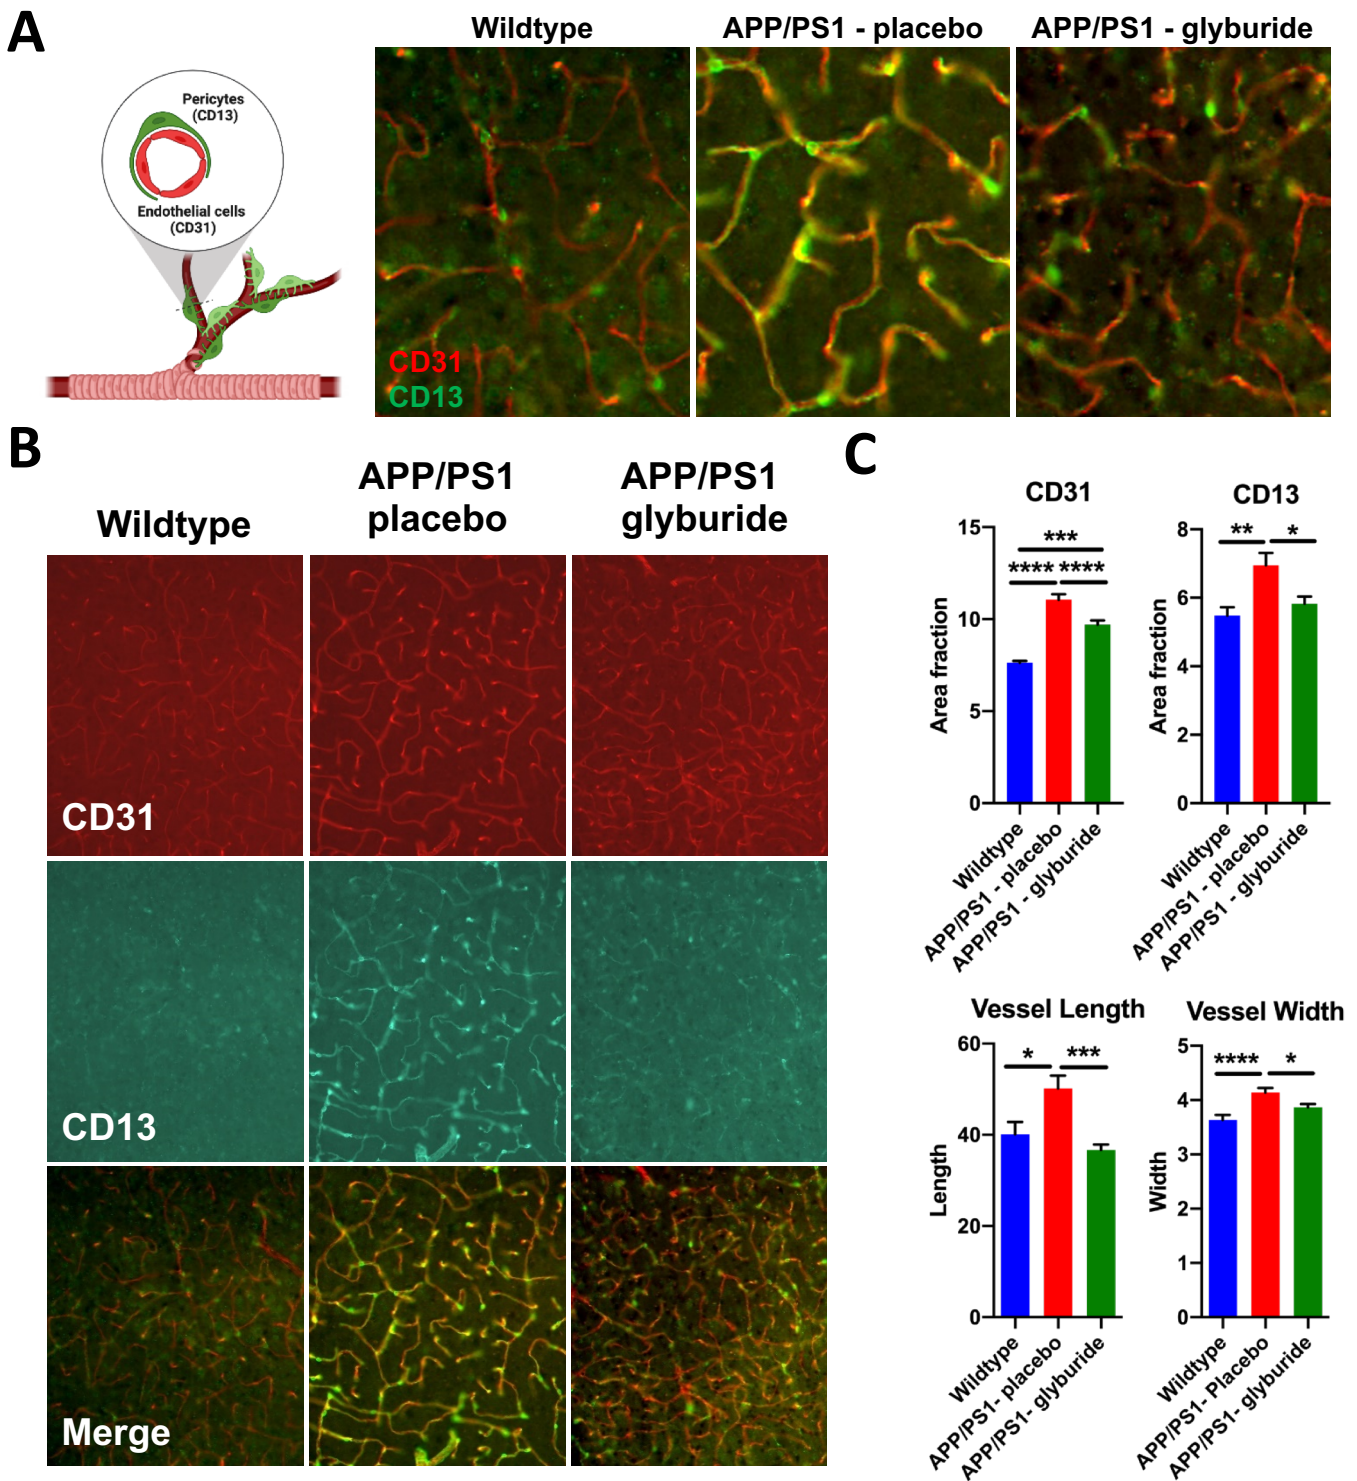 A
Wildtype
APP/PS1 - placebo
APP/PS1 - glyburide
Pericytes
(CD13)
Endothelial cells
(CD31)
CD31
CD13
B
Wildtype
APP/PS1
placebo
APP/PS1
glyburide
CD31
CD13
Merge
C
CD31
Area fraction
15
10
5
0
***
**** ****
Wildtype
APP/PS1 - placebo
APP/PS1 - glyburide
CD13
Area fraction
8
6
4
2
0
** *
Wildtype
APP/PS1 - placebo
APP/PS1 - glyburide
Vessel Length
Length
60
40
20
0
* ***
Wildtype
APP/PS1- placebo
APP/PS1- glyburide
Vessel Width
Width
5
4
3
2
1
0
**** *
Wildtype
APP/PS1- Placebo
APP/PS1- glyburide